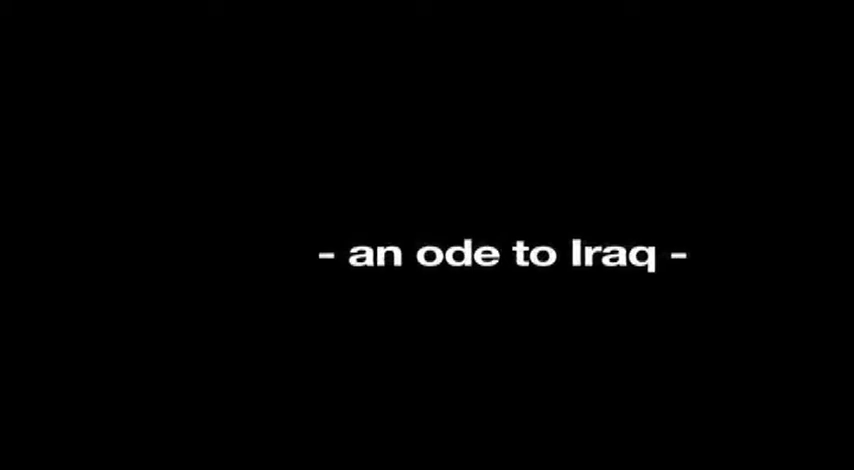 - an ode to Iraq -